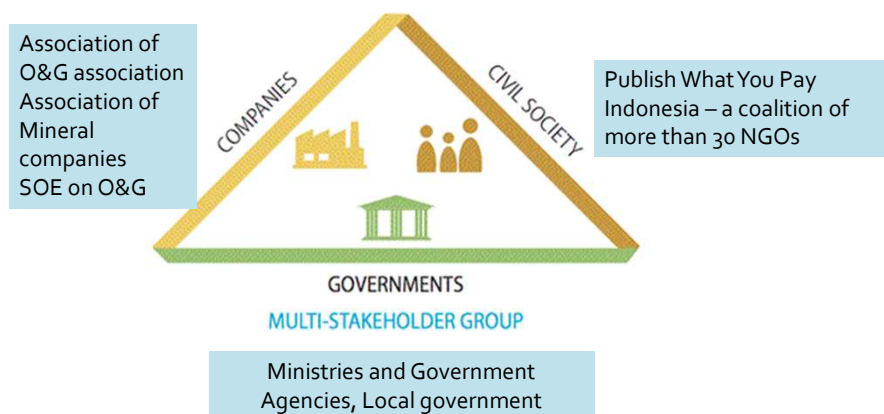 Association of
O&G association
Association of
Mineral
companies
SOE on O&G
COMPANIES
CIVIL SOCIETY
Publish What You Pay
Indonesia – a coalition of
more than 30 NGOs
GOVERNMENTS
MULTI-STAKEHOLDER GROUP
Ministries and Government
Agencies, Local government